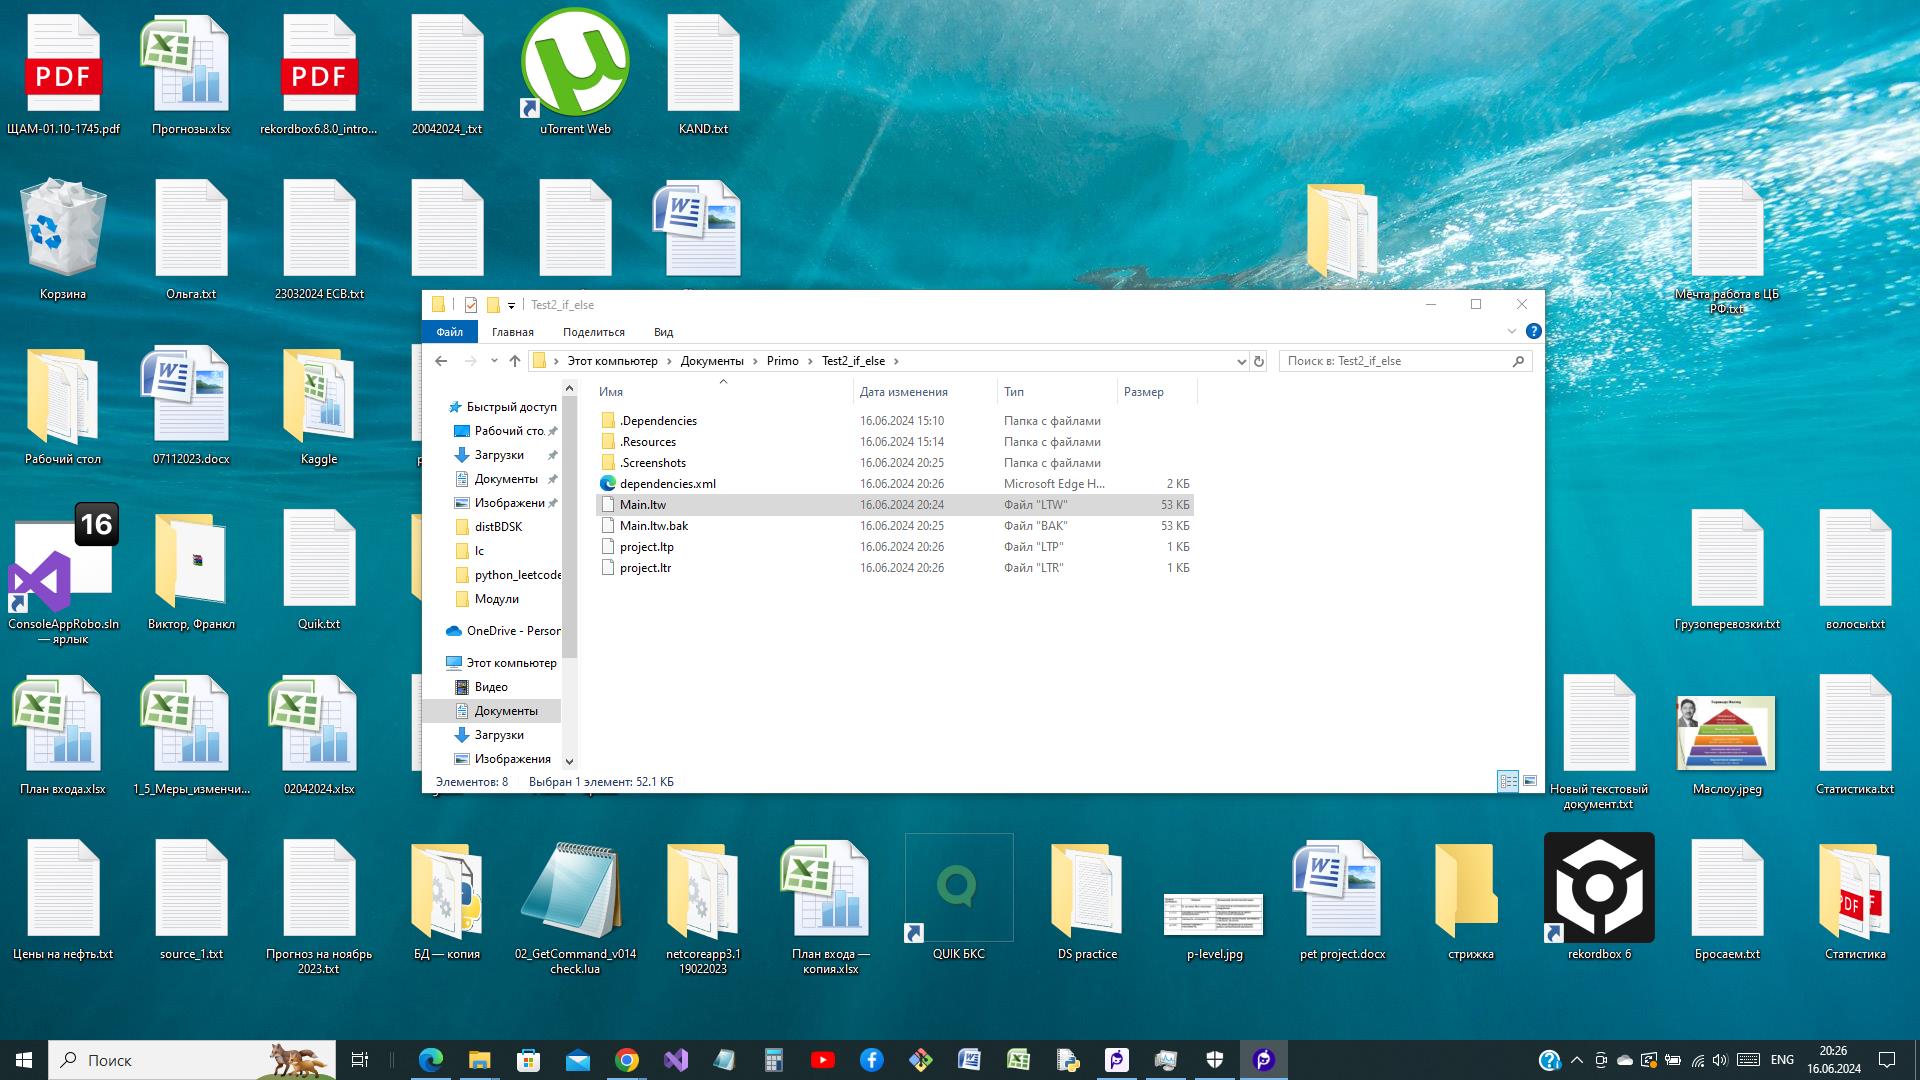 PDF
PDF
ЩАМ-01.10-1745.pdf
Прогнозы.xlsx
rekordbox6.8.0_intro...
20042024_.txt
uTorrent Web
KAND.txt
Корзина
Ольга.txt
23032024 ЕСВ.txt
Мечта работа в ЦБ
РФ.txt
Test2_if_else
Файл
Главная
Поделиться
Вид
Этот компьютер
Документы
Primo
Test2_if_else
Поиск в: Test2_if_else
Имя
Дата изменения
Тип
Размер
.Dependencies
16.06.2024 15:10
Папка с файлами
.Resources
16.06.2024 15:14
Папка с файлами
.Screenshots
16.06.2024 20:25
Папка с файлами
dependencies.xml
16.06.2024 20:26
Microsoft Edge H...
2 КБ
Main.ltw
16.06.2024 20:24
Файл "LTW"
53 КБ
Main.ltw.bak
16.06.2024 20:25
Файл "BAK"
53 КБ
project.ltp
16.06.2024 20:26
Файл "LTP"
1 КБ
project.ltr
16.06.2024 20:26
Файл "LTR"
1 КБ
Быстрый доступ
Рабочий сто
Загрузки
Документы
Изображени
distBDSK
lc
python_leetcode
Модули
OneDrive - Person
Этот компьютер
Видео
Документы
Загрузки
Изображения
Элементов: 8
Выбран 1 элемент: 52.1 КБ
Рабочий стол
07112023.docx
Kaggle
16
ConsoleAppRobo.sln
— ярлык
Виктор, Франкл
Quik.txt
Грузоперевозки.txt
волосы.txt
План входа.xlsx
1_5_Меры_изменчи...
02042024.xlsx
Новый текстовый
документ.txt
Маслоу.jpeg
Статистика.txt
Цены на нефть.txt
source_1.txt
Прогноз на ноябрь
2023.txt
БД — копия
02_GetCommand_v014
check.lua
netcoreapp3.1
19022023
План входа —
копия.xlsx
QUIK БКС
DS practice
p-level.jpg
pet project.docx
стрижка
rekordbox 6
Бросаем.txt
PDF
Статистика
Поиск
ENG
20:26
16.06.2024